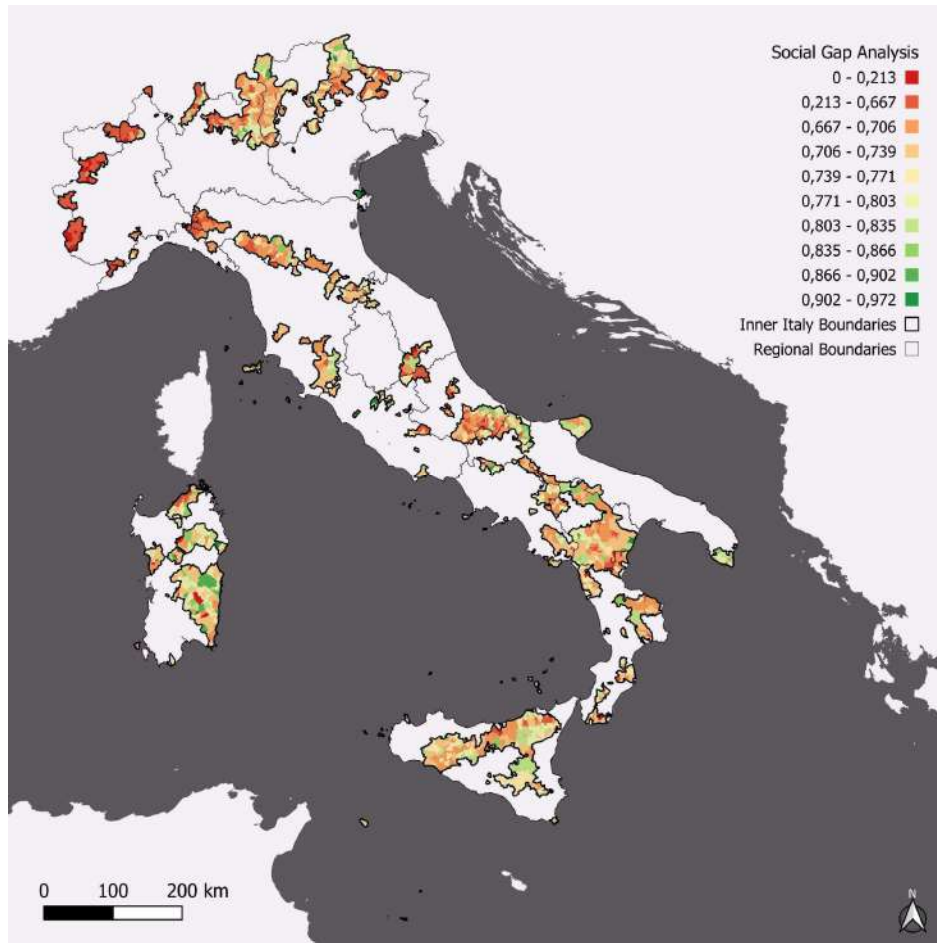 Social Gap Analysis
0 - 0,213
0,213 - 0,667
0,667 - 0,706
0,706 - 0,739
0,739 - 0,771
0,771 - 0,803
0,803 - 0,835
0,835 - 0,866
0,866 - 0,902
0,902 - 0,972
Inner Italy Boundaries
Regional Boundaries
0 100 200 km
N